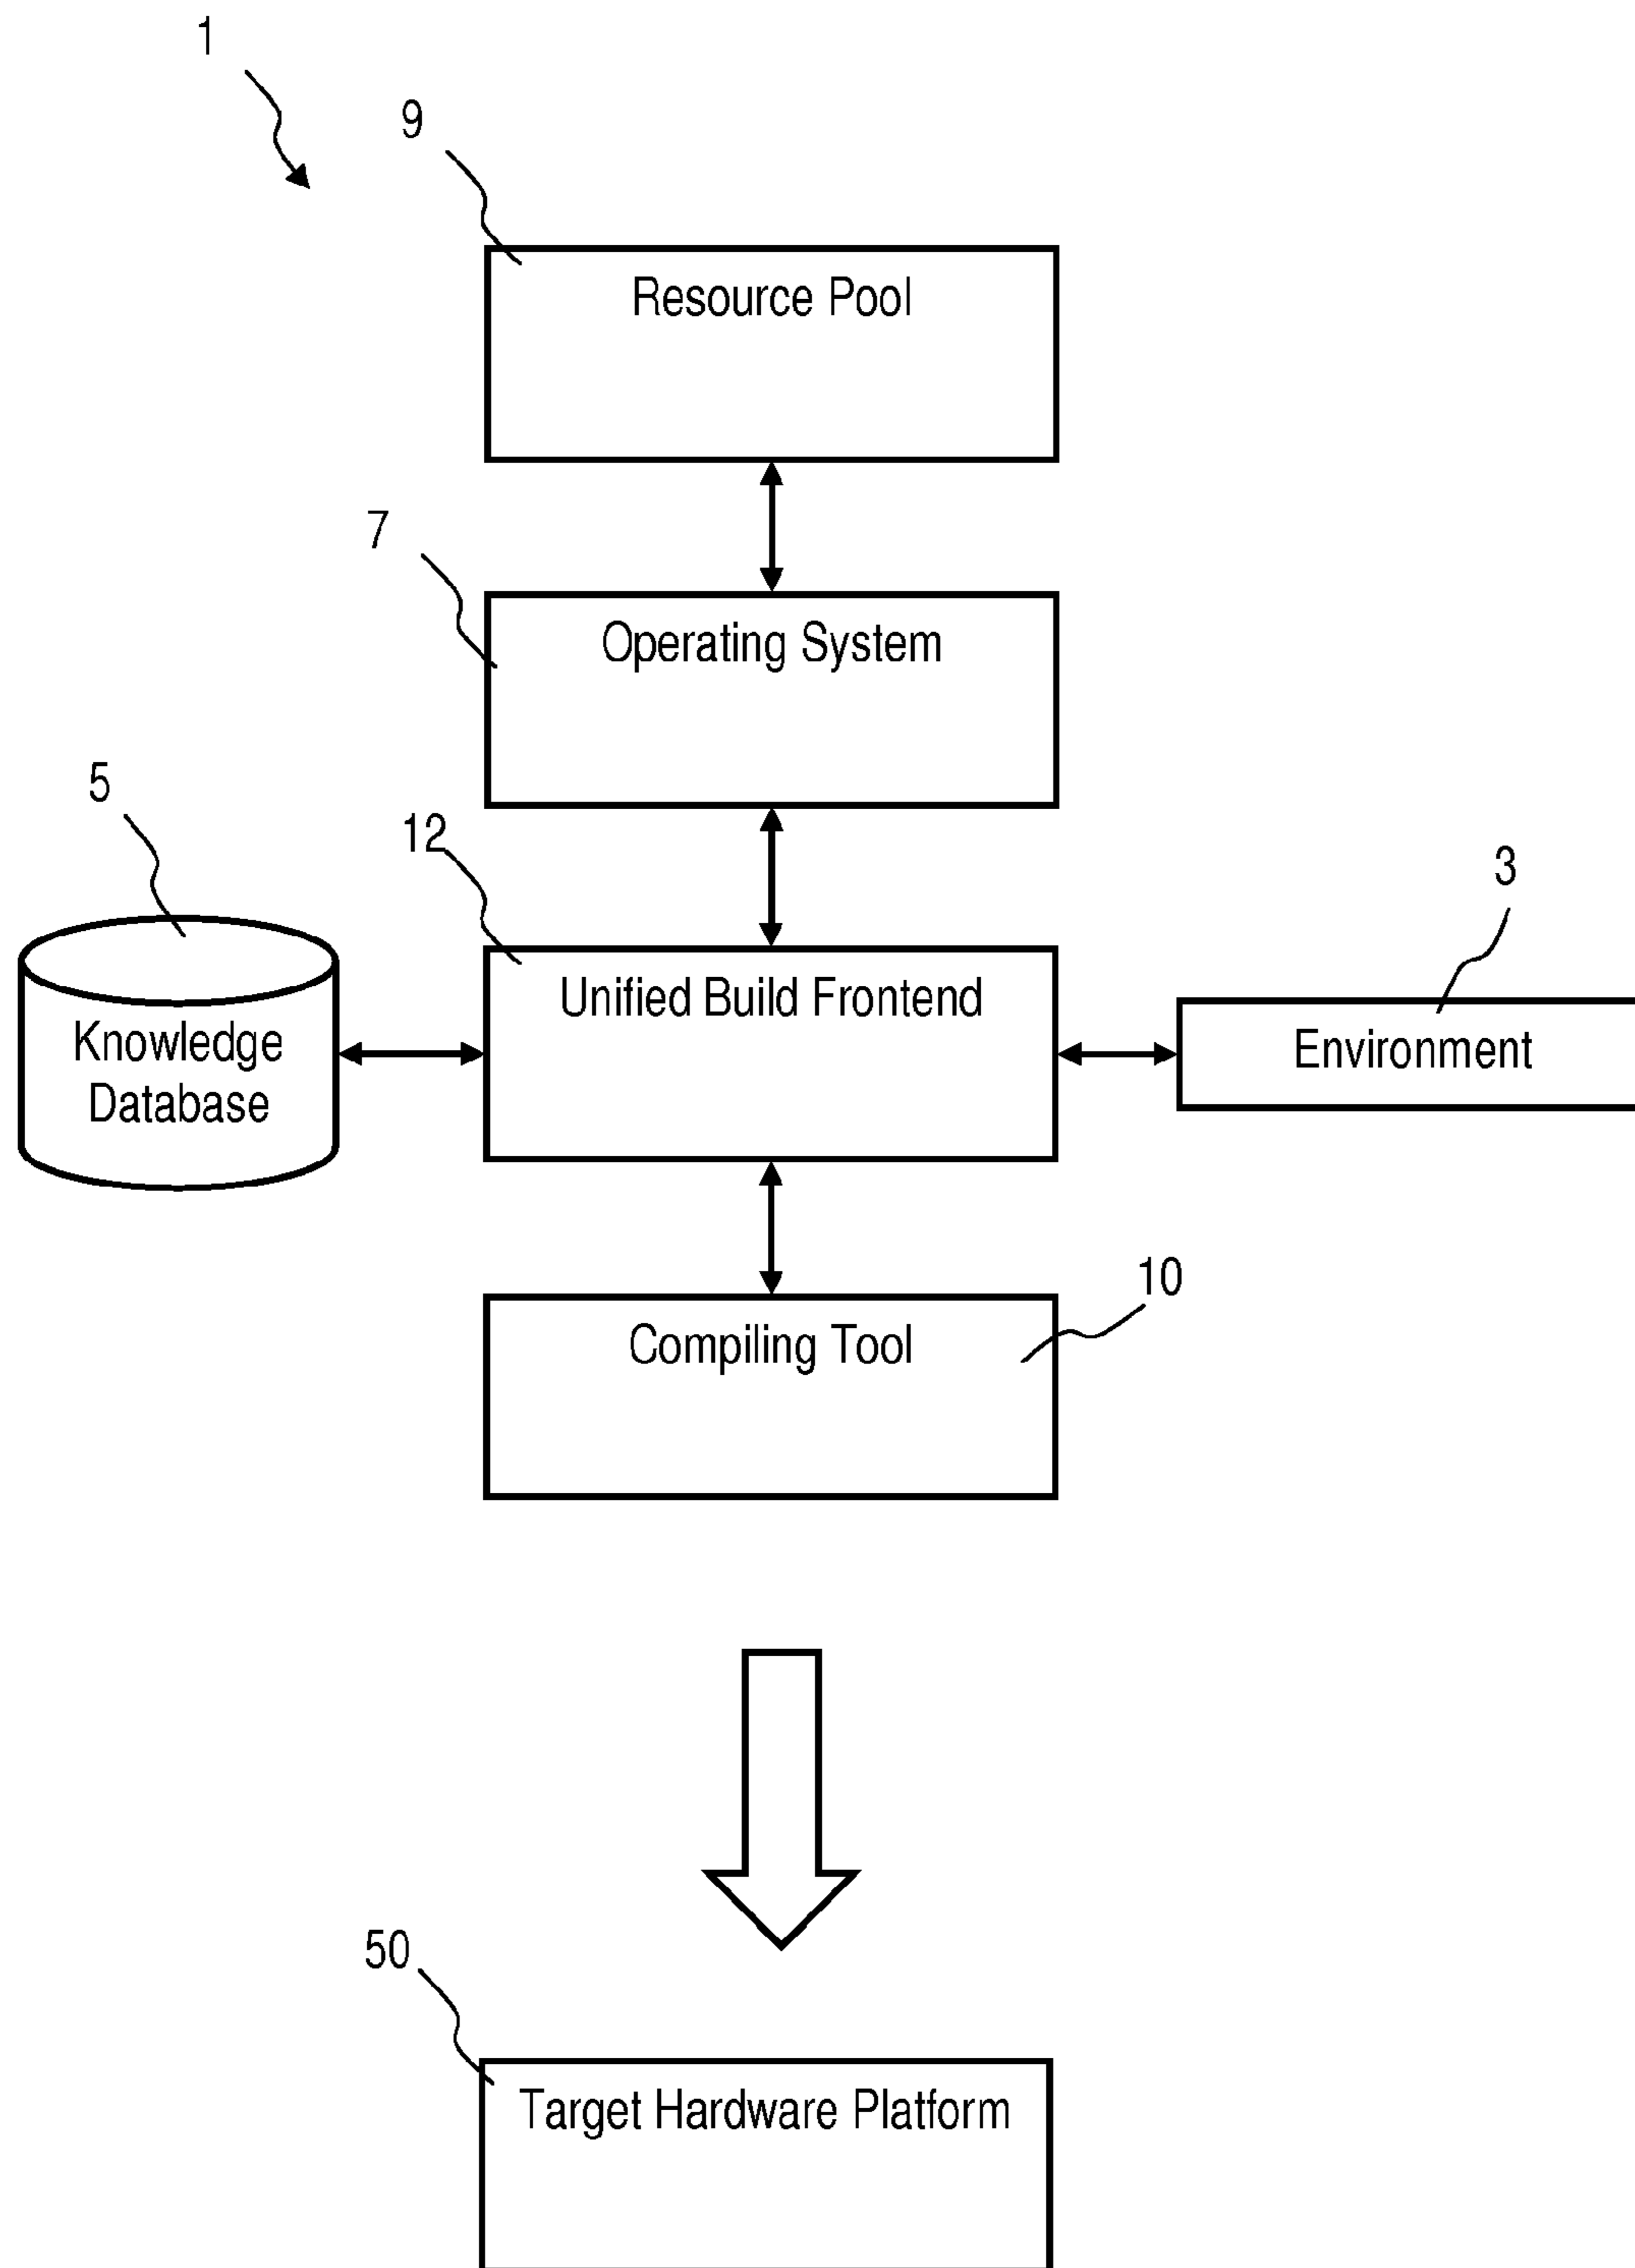 1
9
Resource Pool
7
Operating System
5
12
3
Unified Build Frontend
Knowledge
Database
Environment
10
Compiling Tool
50
Target Hardware Platform